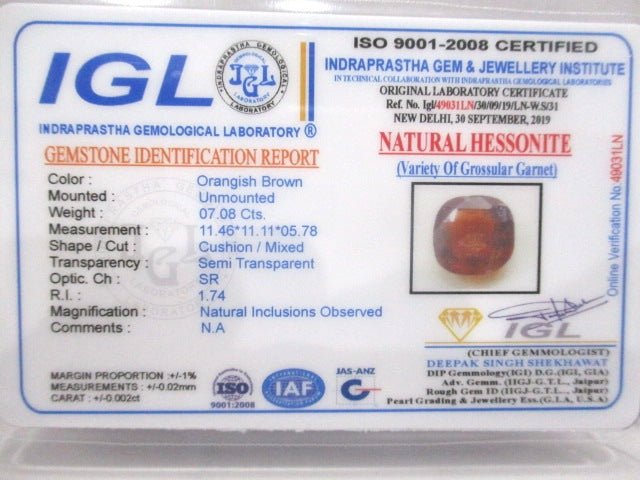 IGL
INDRAPRASTHA GEMOLOGICAL LABORATORY
JGL
LABORATORY
INDRAPRASTHA GEMOLOGICAL LABORATORY ®
GEMSTONE IDENTIFICATION REPORT
Color : Orangish Brown
Mounted : Unmounted
Weight : 07.08 Cts.
Measurement : 11.46*11.11*05.78
Shape / Cut : Cushion / Mixed
Transparency : Semi Transparent
Optic. Ch : SR
R.I. : 1.74
Magnification : Natural Inclusions Observed
Comments : N.A
MARGIN PROPORTION :+/-1%
MEASUREMENTS : +/-0.02mm
CARAT : +/-0.002ct
ISO
9001:2008
IAF
JAS-ANZ
ISO 9001-2008 CERTIFIED
INDRAPRASTHA GEM & JEWELLERY INSTITUTE
IN TECHNICAL COLLABORATION WITH INDRAPRASTHA GEMOLOGICAL LABORATORIES
ORIGINAL LABORATORY CERTIFICATE
Ref. No. Igl/49031LN/30/09/19/LN-W.S/31
NEW DELHI, 30 SEPTEMBER, 2019
NATURAL HESSONITE
(Variety Of Grossular Garnet)
Online Verification No.49031LN
IGL
(CHIEF GEMMOLOGIST)
DEEPAK SINGH SHEKHAWAT
DIP Gemmology(IGI) D.G.(IGI, GIA)
Adv. Gemm. (IIGJ-G.T.L., Jaipur)
Rough Gem ID (IIGJ-G.T.L., Jaipur)
Pearl Grading & Jewellery Ess.(G.I.A, U.S.A)